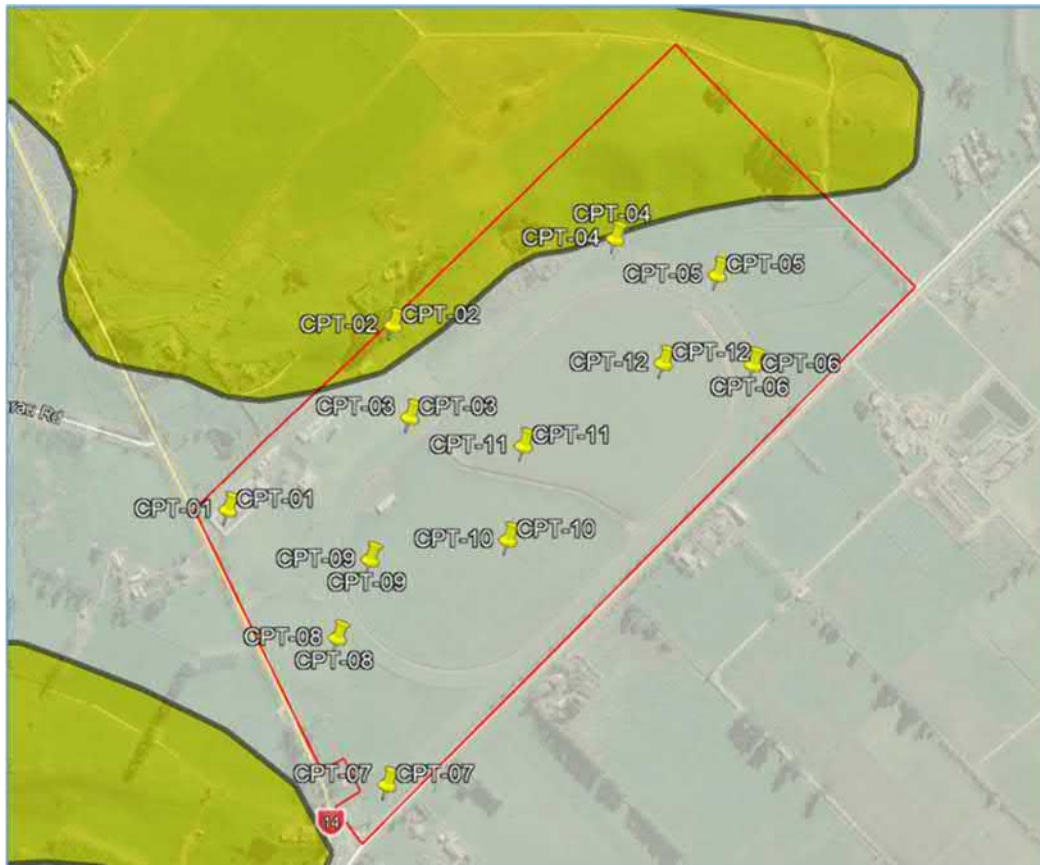 CPT-04
CPT-04
CPT-05 CPT-05
CPT-02 CPT-02
CPT-12 CPT-12
CPT-06
CPT-06
CPT-03 CPT-03
CPT-11 CPT-11
Rd
CPT-01 CPT-01
CPT-10 CPT-10
CPT-09
CPT-09
CPT-08
CPT-08
CPT-07 CPT-07
14